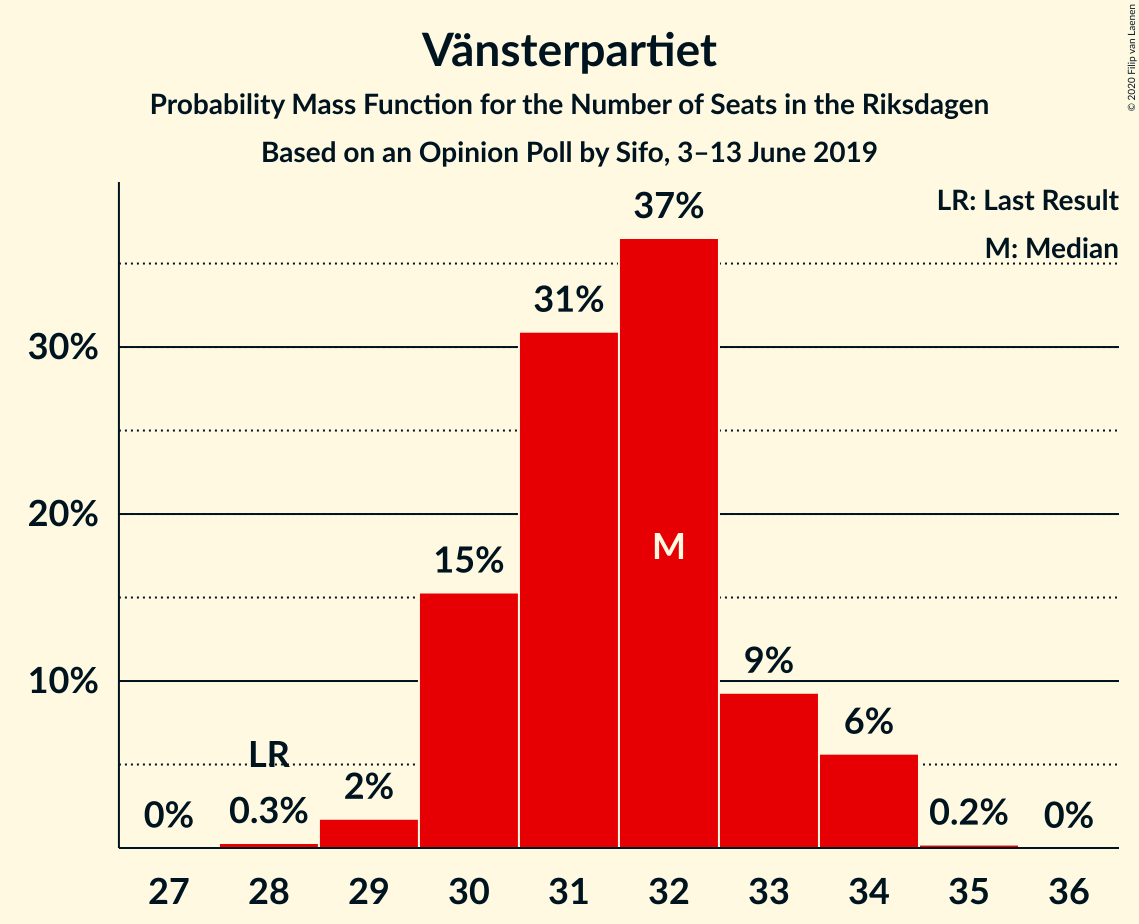 Vänsterpartiet
Probability Mass Function for the Number of Seats in the Riksdagen
Based on an Opinion Poll by Sifo, 3–13 June 2019
© 2020 Filip van Laenen
LR: Last Result
M: Median
37%
31%
30%
20%
M
15%
10%
9%
6%
LR
2%
0%
0.3%
0.2%
0%
27 28 29 30 31 32 33 34 35 36